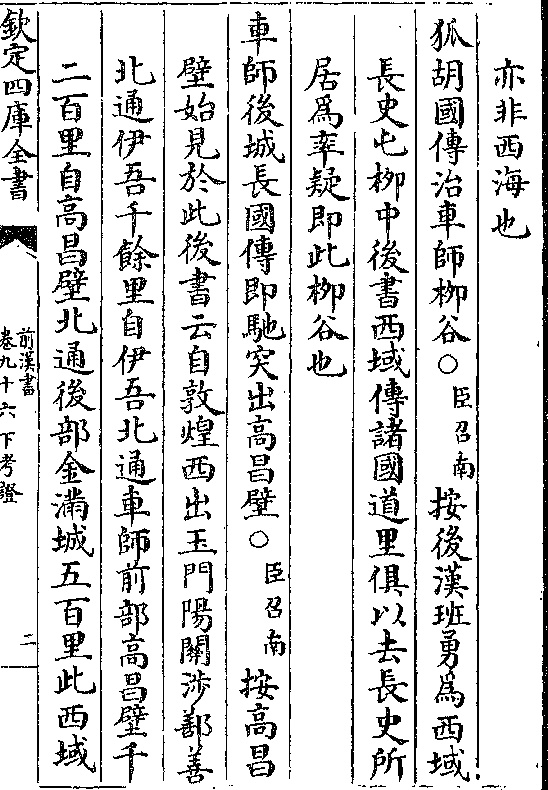 亦非西海也
狐胡國傳治車師柳谷○臣召南按後漢班勇為西域
長史屯柳中後書西域傳諸國道里俱以去長史所
居為率疑即此柳谷也
車師後城長國傳即馳突出高昌壁○臣召南按高昌
壁始見於此後書云自敦煌西出玉門陽關涉鄯善
北通伊吾千餘里自伊吾北通車師前部高昌壁千
二百里自高昌壁北通後部金滿城五百里此西域
欽定四庫全書
前漢書
卷九十六下考證
二